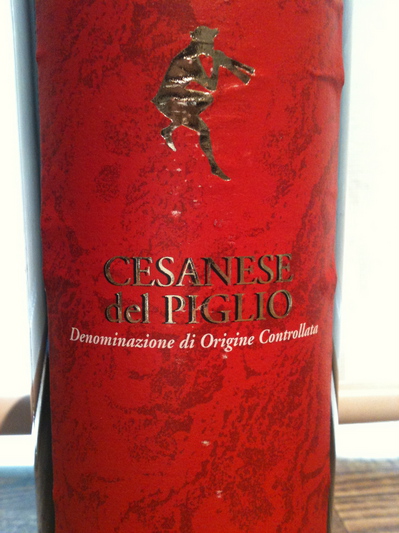 CESANESE
del PIGLIO
Denominazione di Origine Controllata